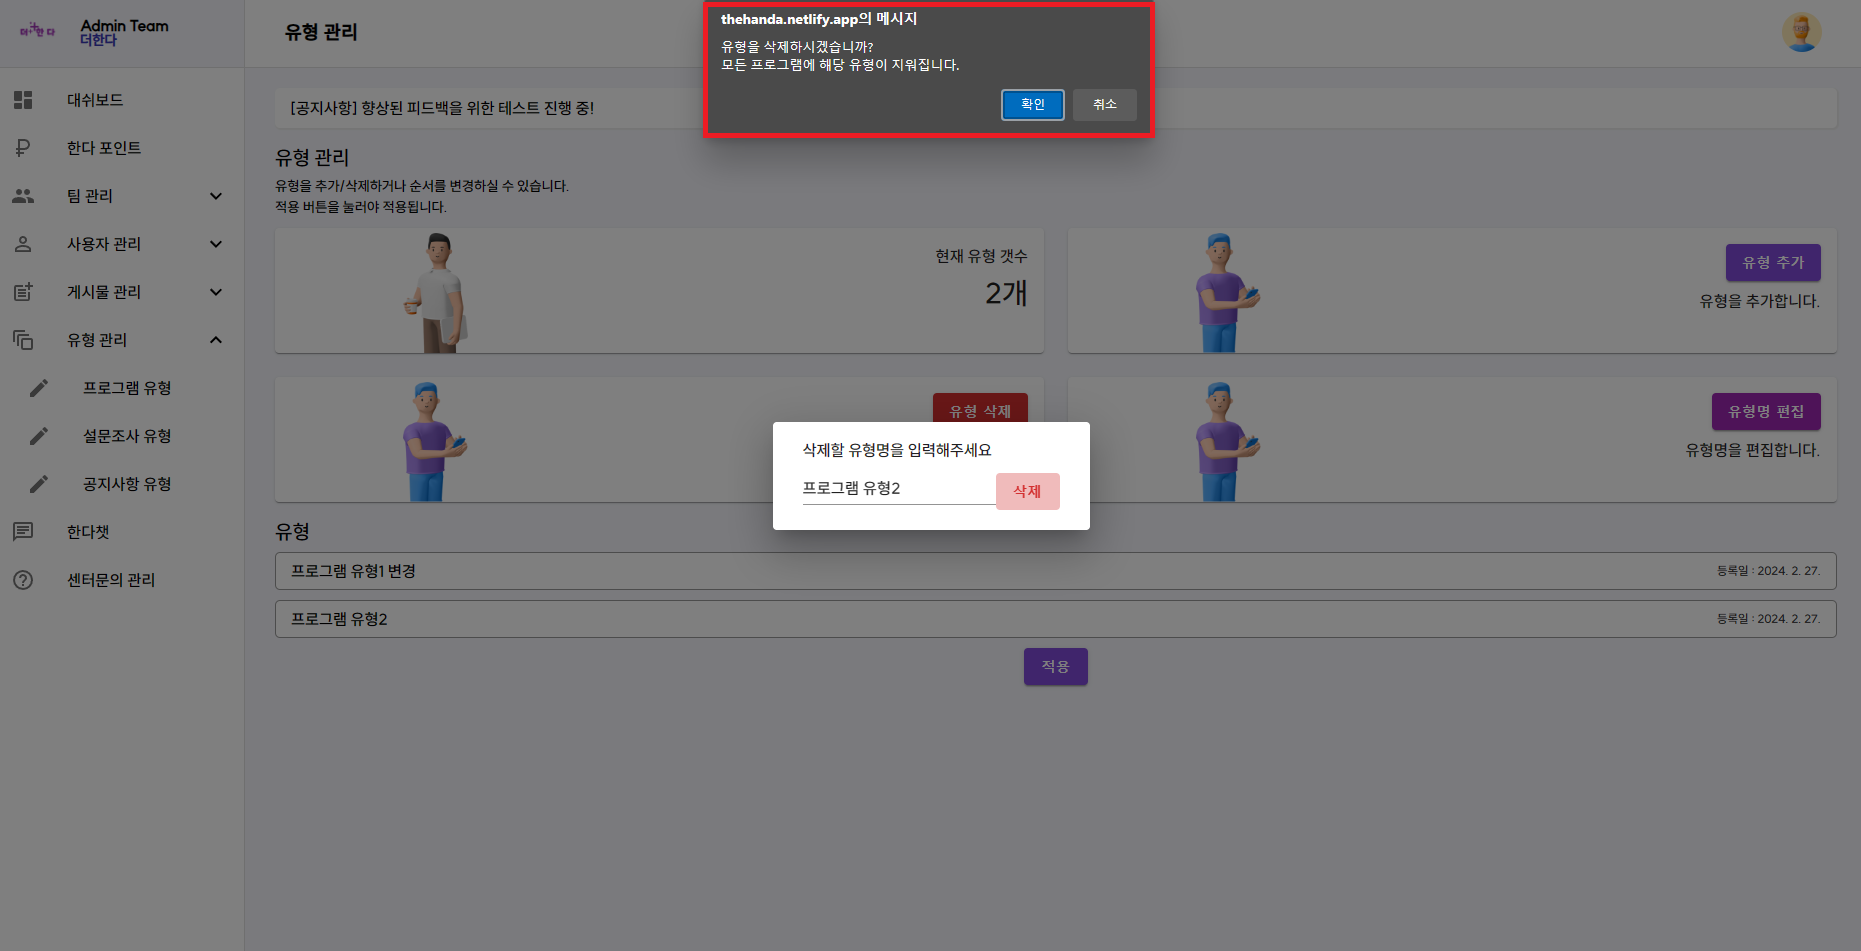 더한다
Admin Team
더한다
유형 관리
thehanda.netlify.app의 메시지
유형을 삭제하시겠습니까?
모든 프로그램에 해당 유형이 지워집니다.
확인
취소
대쉬보드
한다 포인트
팀 관리
사용자 관리
게시물 관리
유형 관리
프로그램 유형
설문조사 유형
공지사항 유형
한다챗
센터문의 관리
[공지사항] 향상된 피드백을 위한 테스트 진행 중!
유형 관리
유형을 추가/삭제하거나 순서를 변경하실 수 있습니다.
적용 버튼을 눌러야 적용됩니다.
현재 유형 갯수
2개
유형 추가
유형을 추가합니다.
유형 삭제
유형명 편집
유형명을 편집합니다.
삭제할 유형명을 입력해주세요
프로그램 유형2
삭제
유형
프로그램 유형1 변경
등록일 : 2024. 2. 27.
프로그램 유형2
등록일 : 2024. 2. 27.
적용